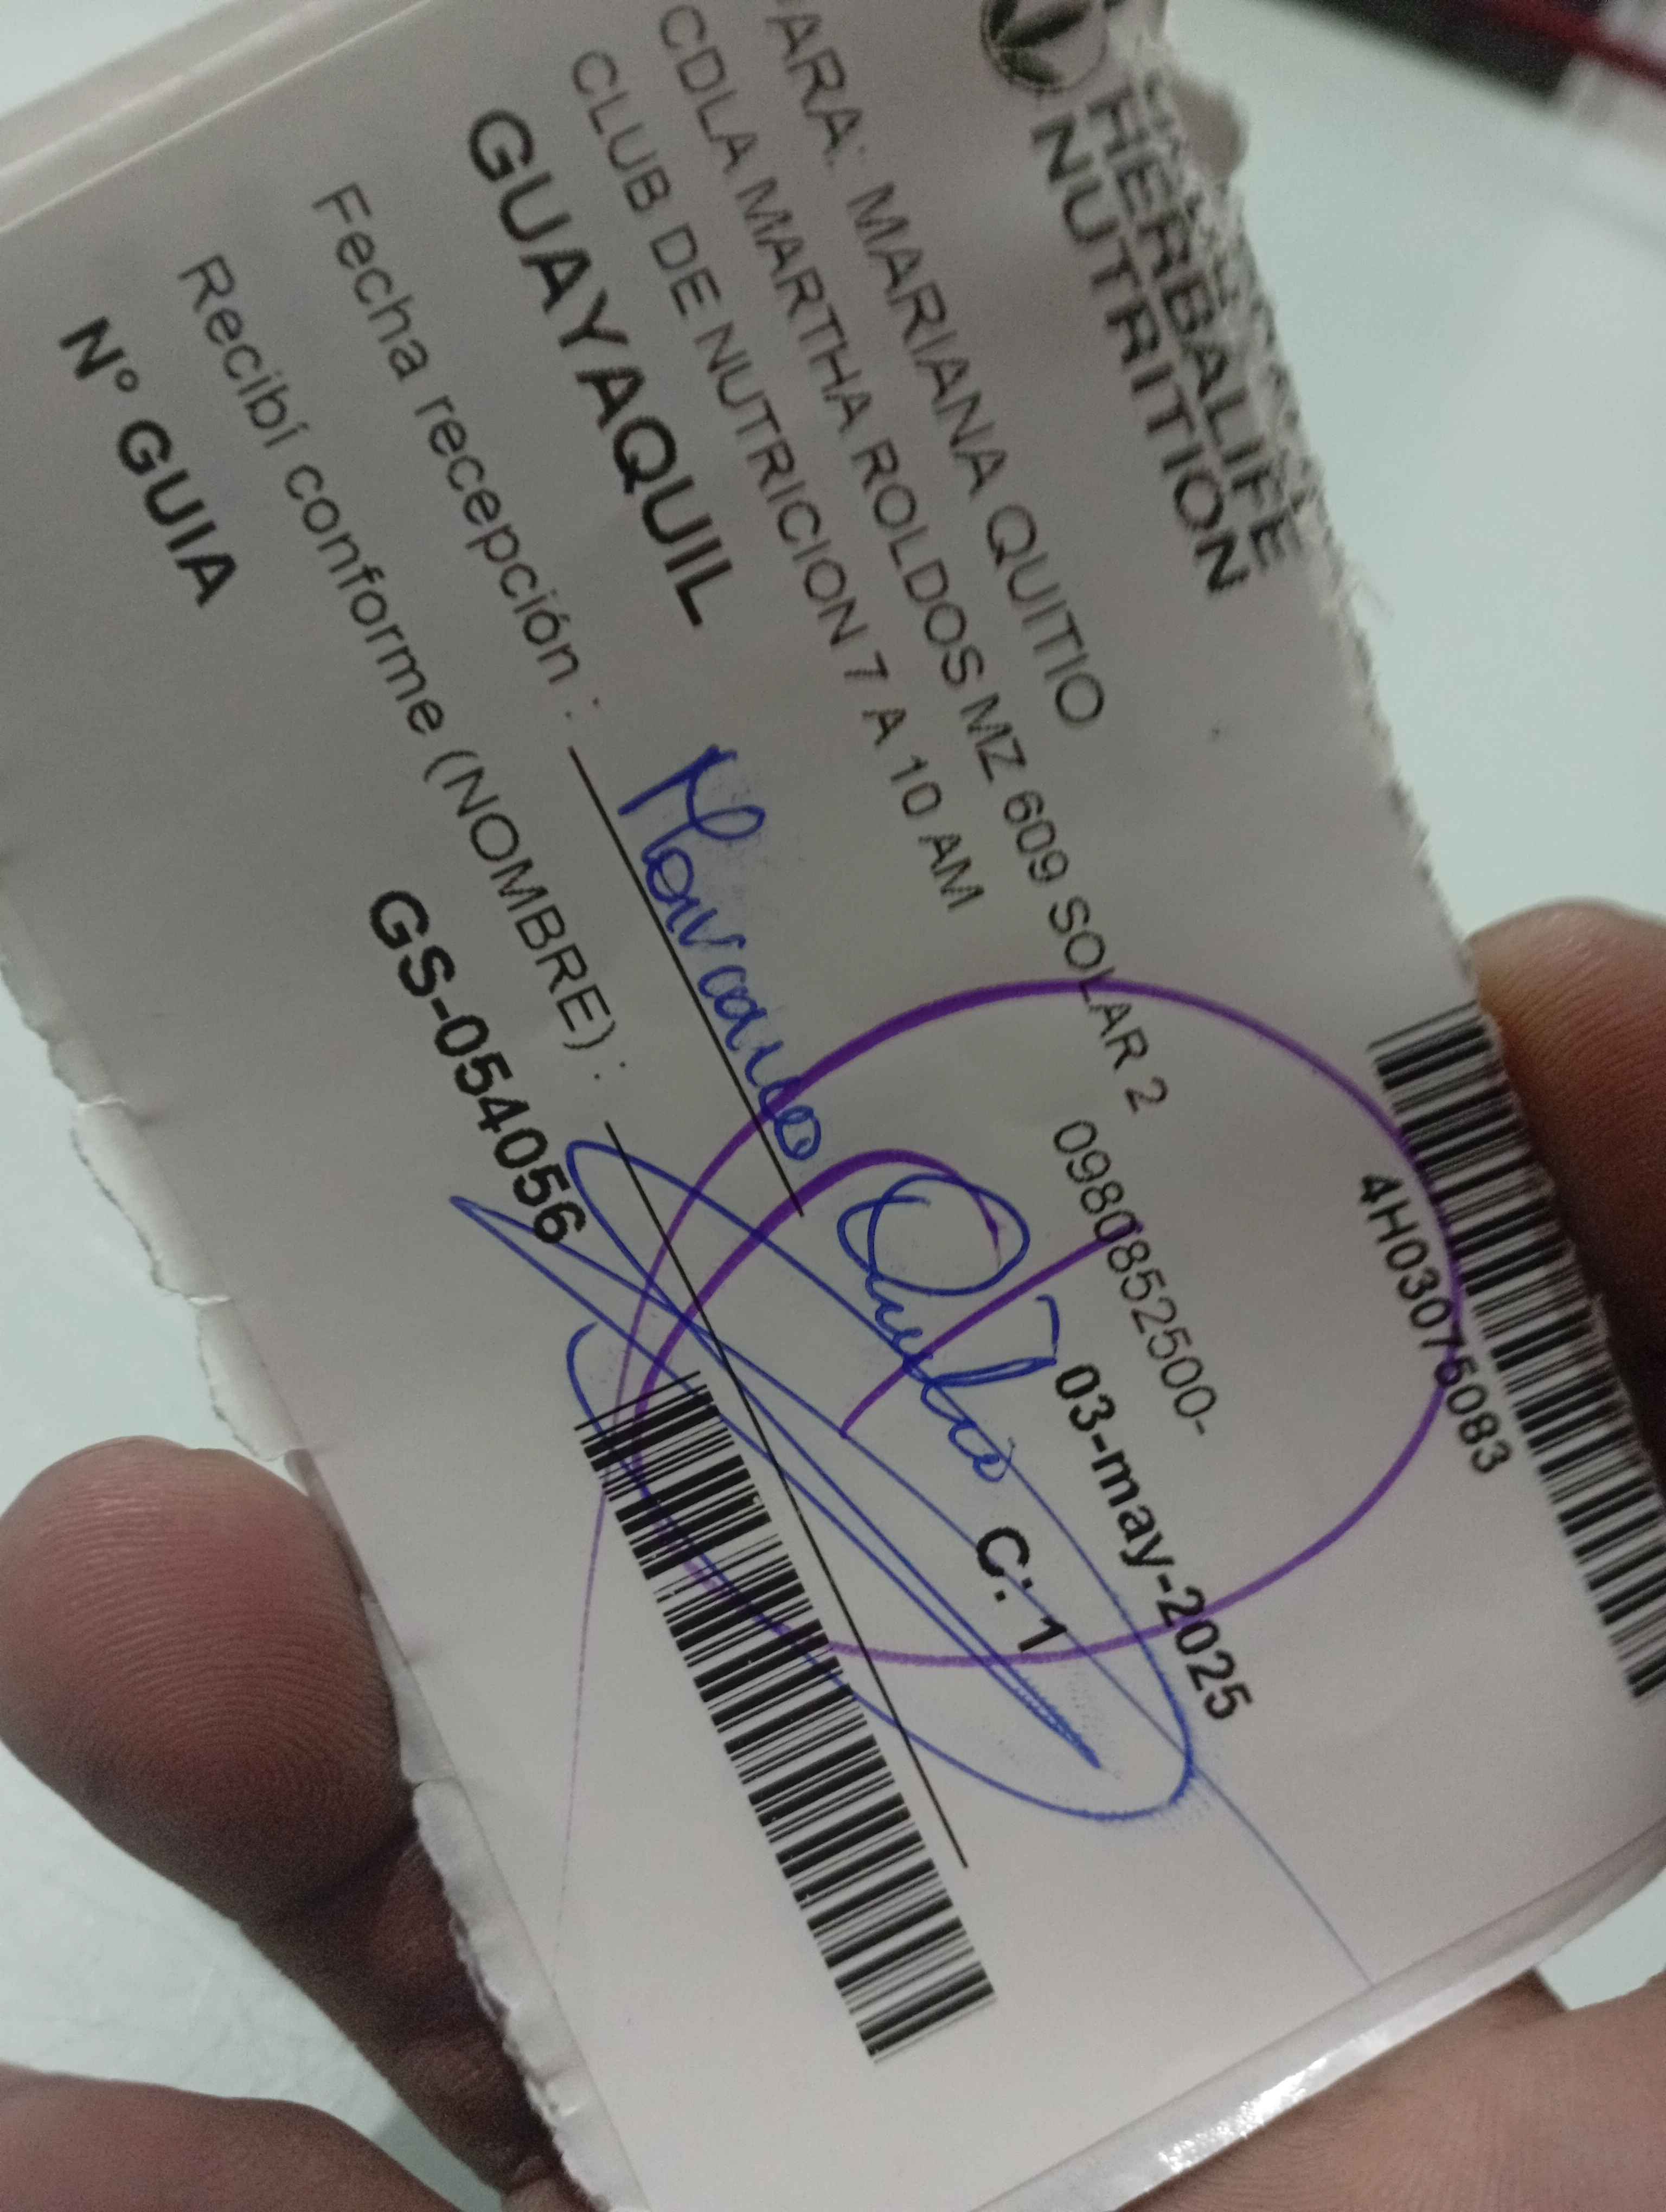 HERBALIFE
NUTRITION
4H03075083
ARA: MARIANA QUITIO
CDLA MARTHA ROLDOS MZ 609 SOLAR 2 0980852500-
CLUB DE NUTRICION 7 A 10 AM
GUAYAQUIL 03-may-2025
Fecha recepción : C: 1
Recibí conforme (NOMBRE) :
N° GUIA GS-054056